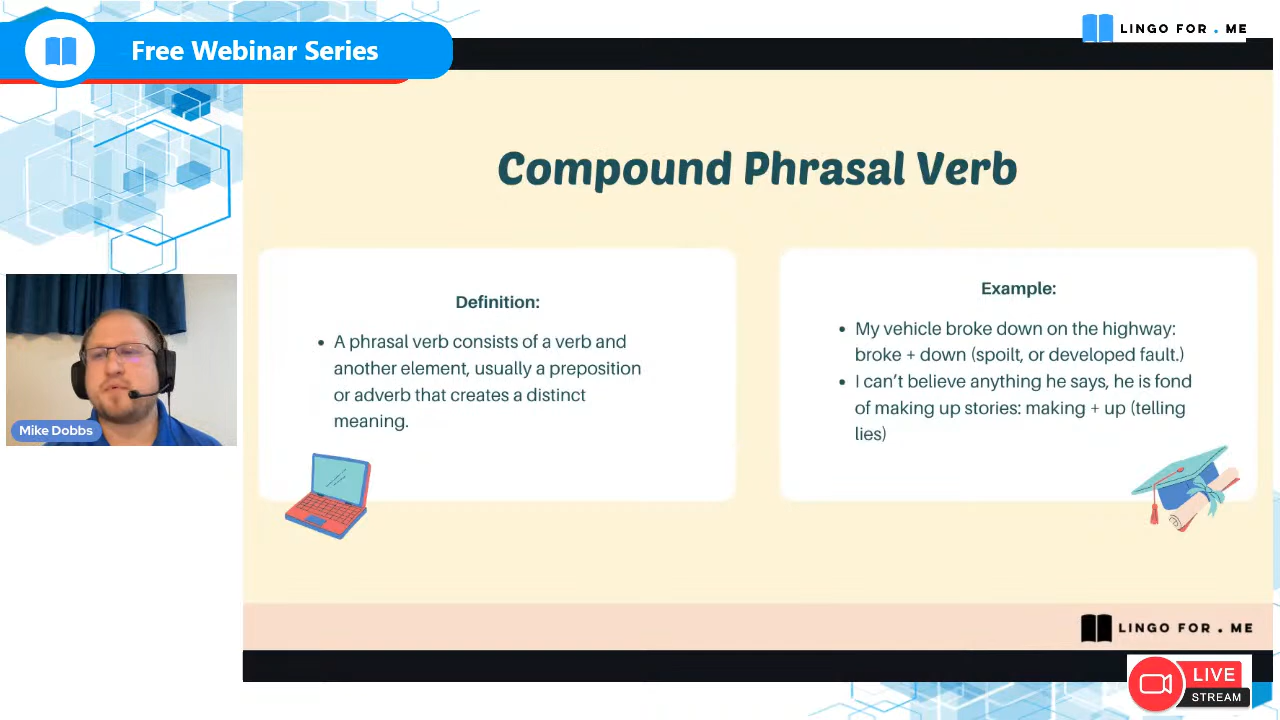 Free Webinar Series
LINGO FOR . ME
Compound Phrasal Verb
Definition:
• A phrasal verb consists of a verb and
another element, usually a preposition
or adverb that creates a distinct
meaning.
Example:
• My vehicle broke down on the highway:
broke + down (spoilt, or developed fault.)
• I can’t believe anything he says, he is fond
of making up stories: making + up (telling
lies)
Mike Dobbs
LINGO FOR . ME
LIVE
STREAM